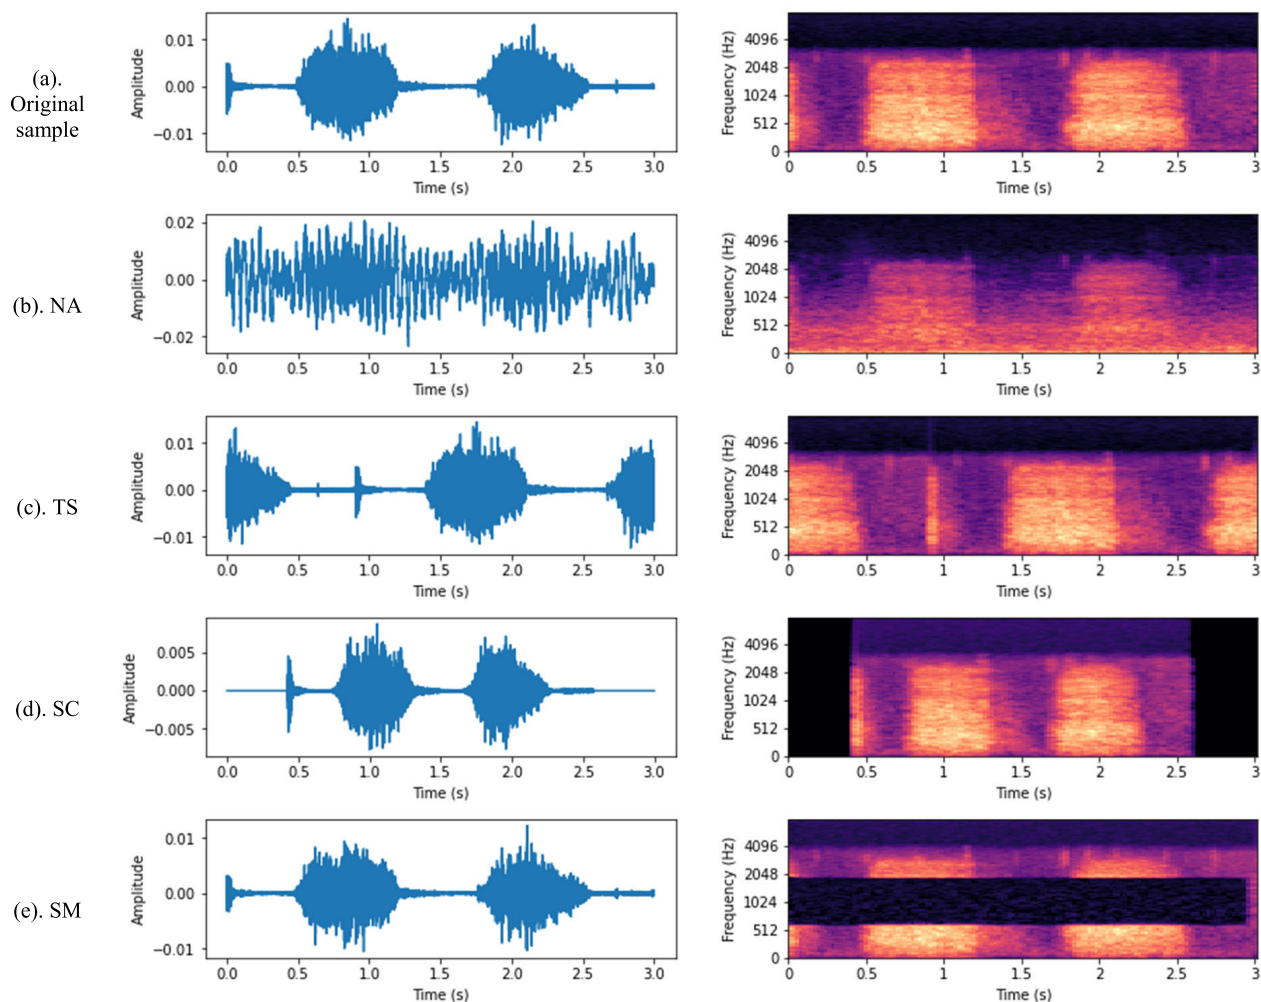 (a).
Original
sample
Amplitude
0.01
0.00
−0.01
0.0 0.5 1.0 1.5 2.0 2.5 3.0
Time (s)
Frequency (Hz)
4096
2048
1024
512
0
0 0.5 1 1.5 2 2.5 3
Time (s)
(b). NA
Amplitude
0.02
0.00
−0.02
0.0 0.5 1.0 1.5 2.0 2.5 3.0
Time (s)
Frequency (Hz)
4096
2048
1024
512
0
0 0.5 1 1.5 2 2.5 3
Time (s)
(c). TS
Amplitude
0.01
0.00
−0.01
0.0 0.5 1.0 1.5 2.0 2.5 3.0
Time (s)
Frequency (Hz)
4096
2048
1024
512
0
0 0.5 1 1.5 2 2.5 3
Time (s)
(d). SC
Amplitude
0.005
0.000
−0.005
0.0 0.5 1.0 1.5 2.0 2.5 3.0
Time (s)
Frequency (Hz)
4096
2048
1024
512
0
0 0.5 1 1.5 2 2.5 3
Time (s)
(e). SM
Amplitude
0.01
0.00
−0.01
0.0 0.5 1.0 1.5 2.0 2.5 3.0
Time (s)
Frequency (Hz)
4096
2048
1024
512
0
0 0.5 1 1.5 2 2.5 3
Time (s)